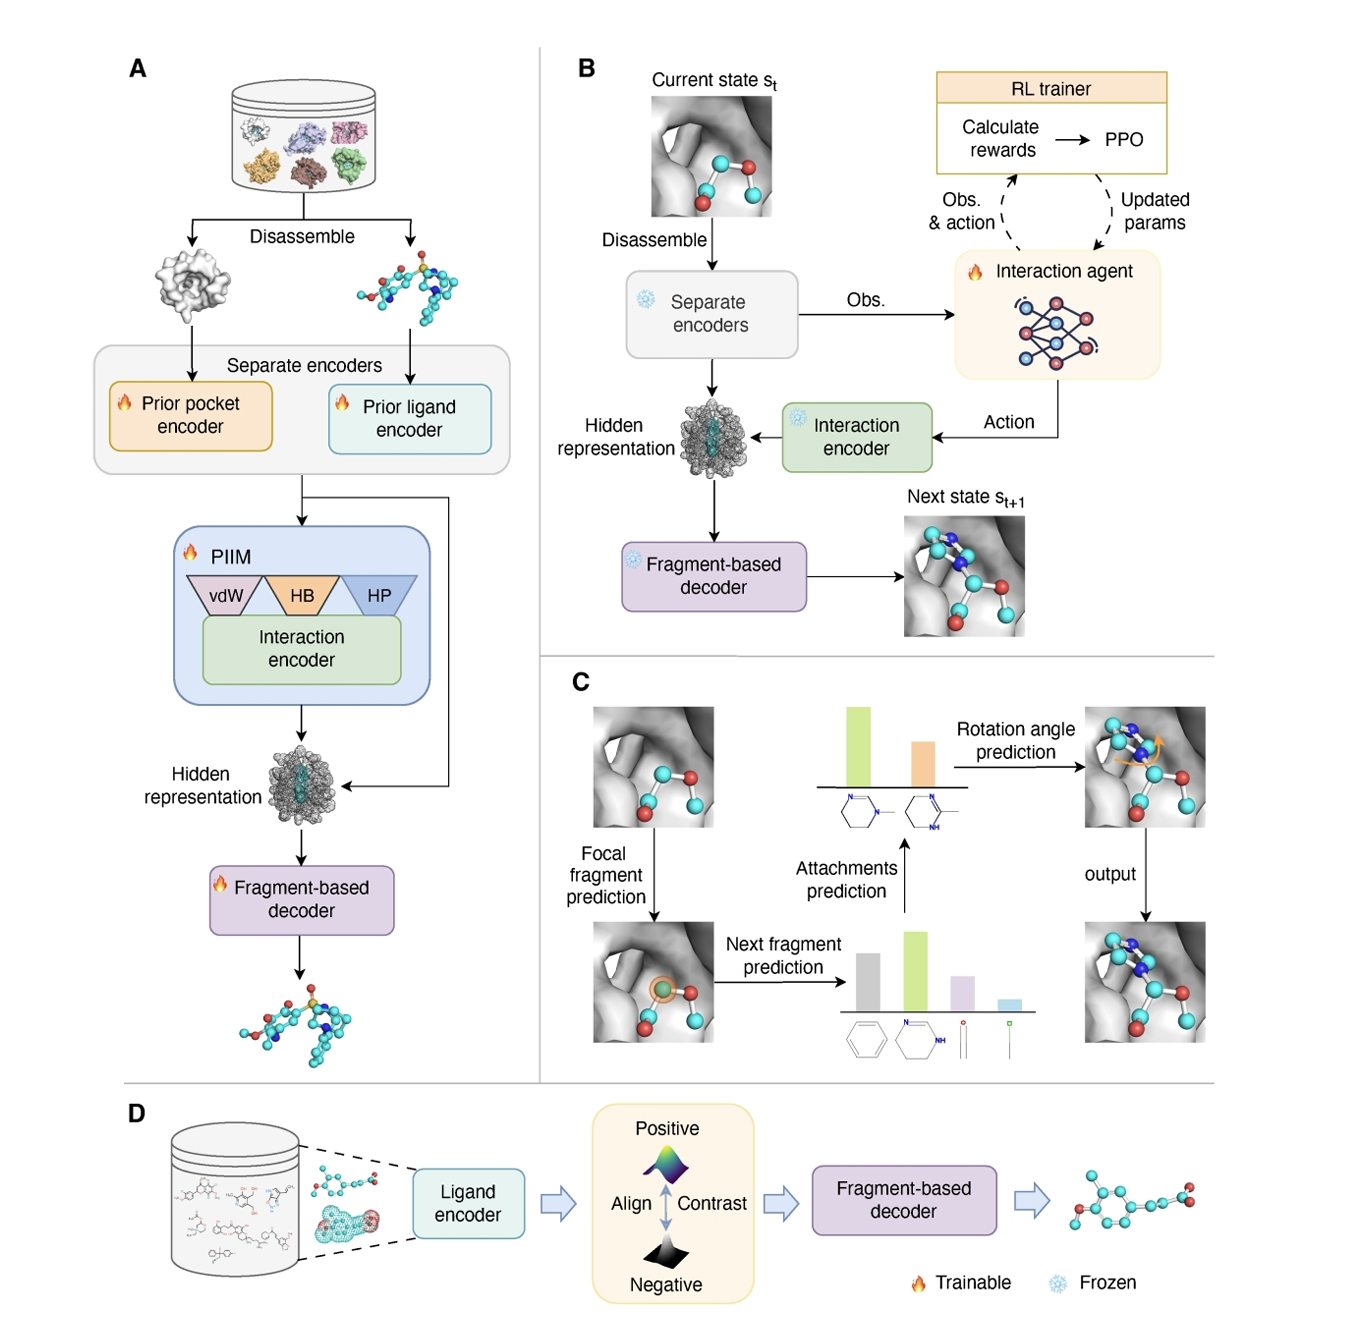 A
Disassemble
Separate encoders
Prior pocket
encoder
Prior ligand
encoder
PIIM
vdW
HB
HP
Interaction
encoder
Hidden
representation
Fragment-based
decoder
B
Current state st
Disassemble
Separate
encoders
Obs.
RL trainer
Calculate
rewards
PPO
Obs.
& action
Updated
params
Interaction agent
Action
Interaction
encoder
Hidden
representation
Fragment-based
decoder
Next state st+1
C
Focal
fragment
prediction
Next fragment
prediction
N
NH
Attachments
prediction
N
N
N
NH
Rotation angle
prediction
output
D
Ligand
encoder
Positive
Align
Contrast
Negative
Fragment-based
decoder
Trainable
Frozen